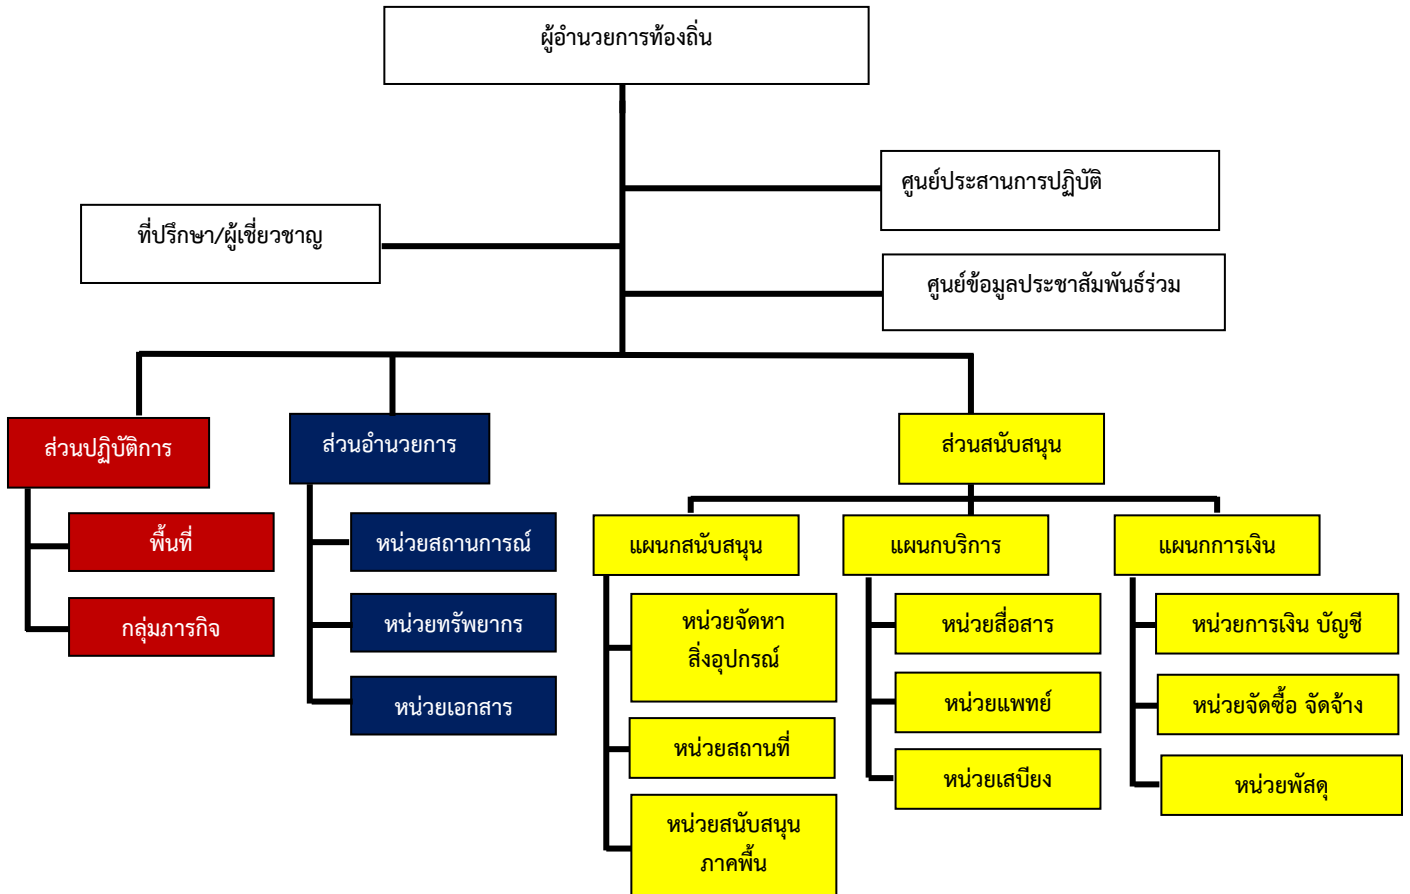 ผู้อำนวยการท้องถิ่น
ศูนย์ประสานการปฏิบัติ
ที่ปรึกษา/ผู้เชี่ยวชาญ
ศูนย์ข้อมูลประชาสัมพันธ์ร่วม
ส่วนปฏิบัติการ
พื้นที่
กลุ่มภารกิจ
ส่วนอำนวยการ
หน่วยสถานการณ์
หน่วยทรัพยากร
หน่วยเอกสาร
ส่วนสนับสนุน
แผนกสนับสนุน
หน่วยจัดหา
สิ่งอุปกรณ์
หน่วยสถานที่
หน่วยสนับสนุน
ภาคพื้น
แผนกบริการ
หน่วยสื่อสาร
หน่วยแพทย์
หน่วยเสบียง
แผนกการเงิน
หน่วยการเงิน บัญชี
หน่วยจัดซื้อ จัดจ้าง
หน่วยพัสดุ